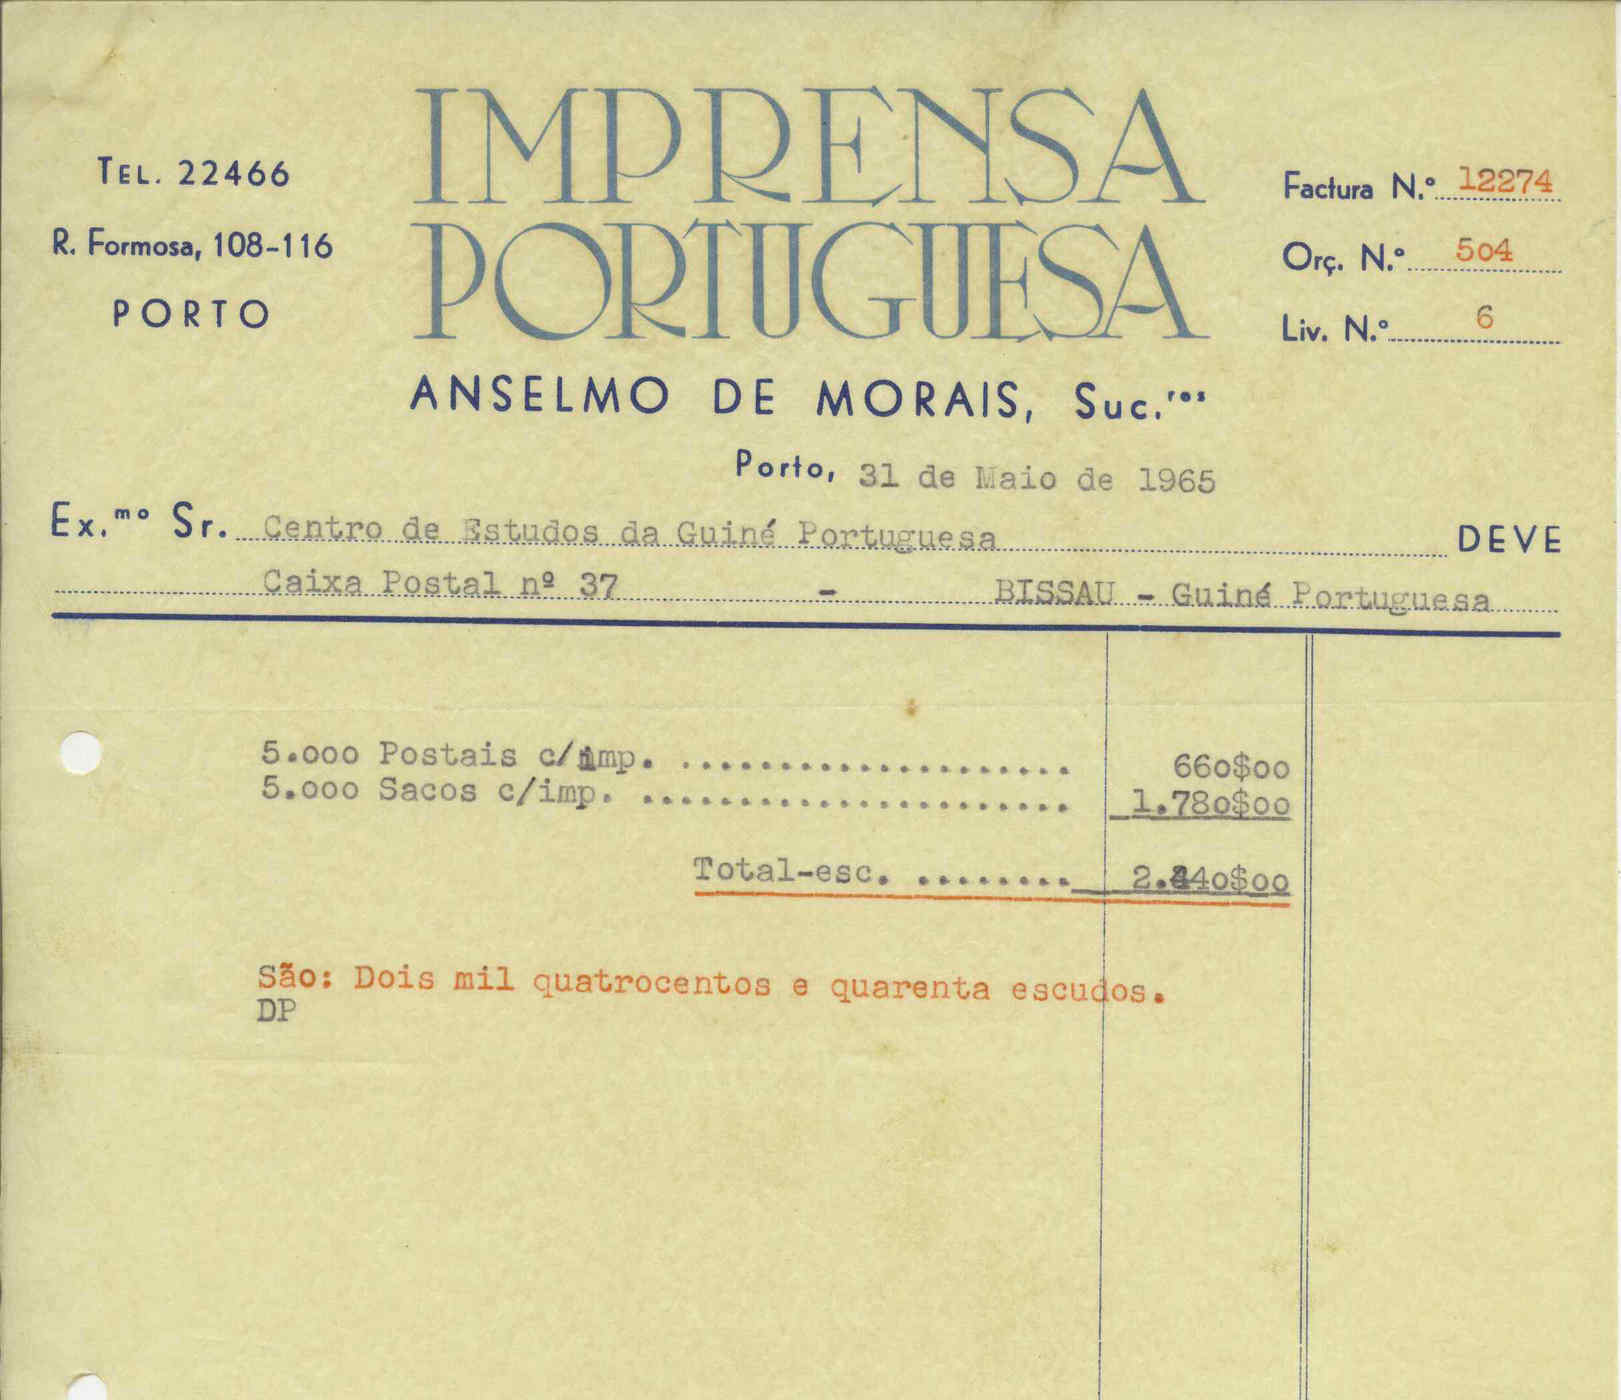 IMPRENSA
PORTUGUESA
ANSELMO DE MORAIS, Suc.ʳᵒˢ
TEL. 22466
R. Formosa, 108-116
PORTO
Factura N.º 12274
Orç. N.º 504
Liv. N.º 6
Porto, 31 de Maio de 1965
Ex.ᵐᵒ Sr. Centro de Estudos da Guiné Portuguesa DEVE
Caixa Postal nº 37 - BISSAU - Guiné Portuguesa
5.000 Postais c/imp. .................... 660$00
5.000 Sacos c/imp. ...................... 1.780$00
Total-esc. ........ 2.440$00
São: Dois mil quatrocentos e quarenta escudos.
DP